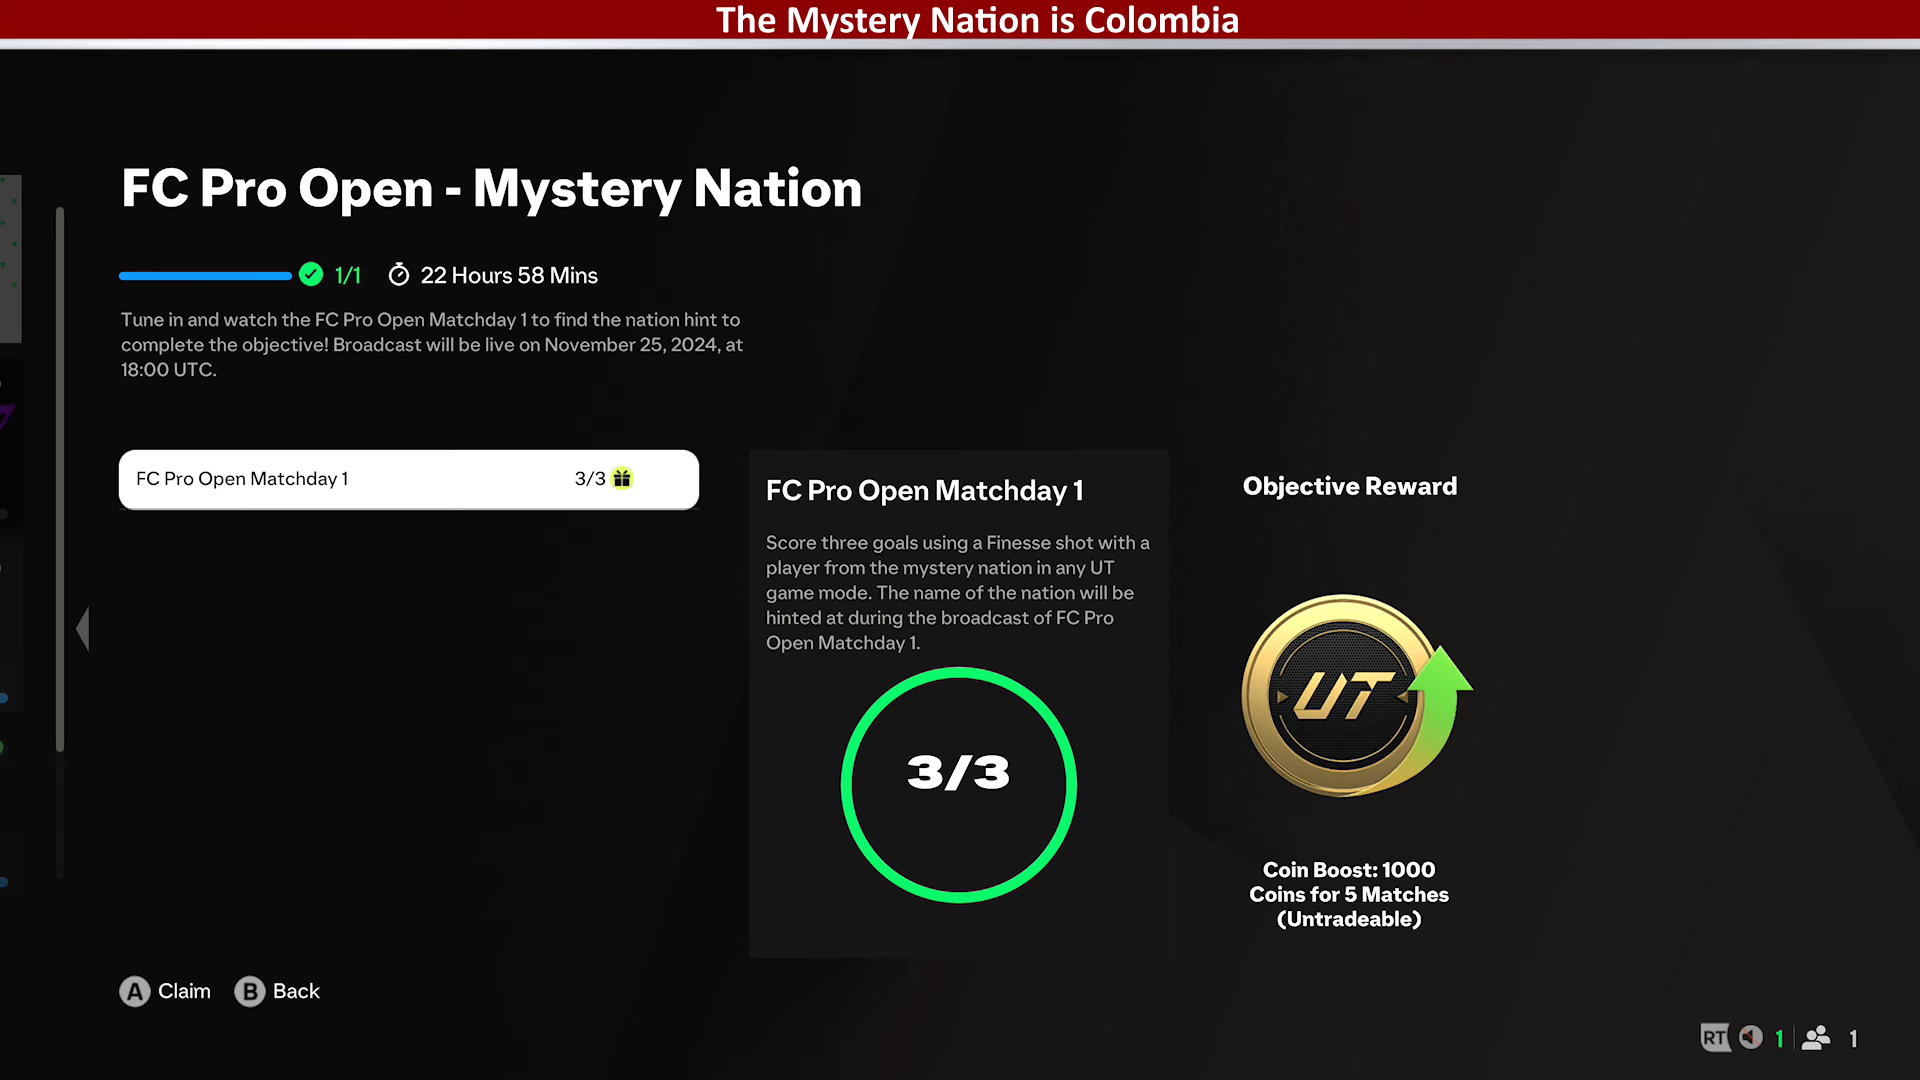 The Mystery Nation is Colombia
FC Pro Open - Mystery Nation
1/1 22 Hours 58 Mins
Tune in and watch the FC Pro Open Matchday 1 to find the nation hint to
complete the objective! Broadcast will be live on November 25, 2024, at
18:00 UTC.
FC Pro Open Matchday 1 3/3
FC Pro Open Matchday 1
Score three goals using a Finesse shot with a
player from the mystery nation in any UT
game mode. The name of the nation will be
hinted at during the broadcast of FC Pro
Open Matchday 1.
3/3
Objective Reward
UT
Coin Boost: 1000
Coins for 5 Matches
(Untradeable)
A Claim B Back
RT 1 1